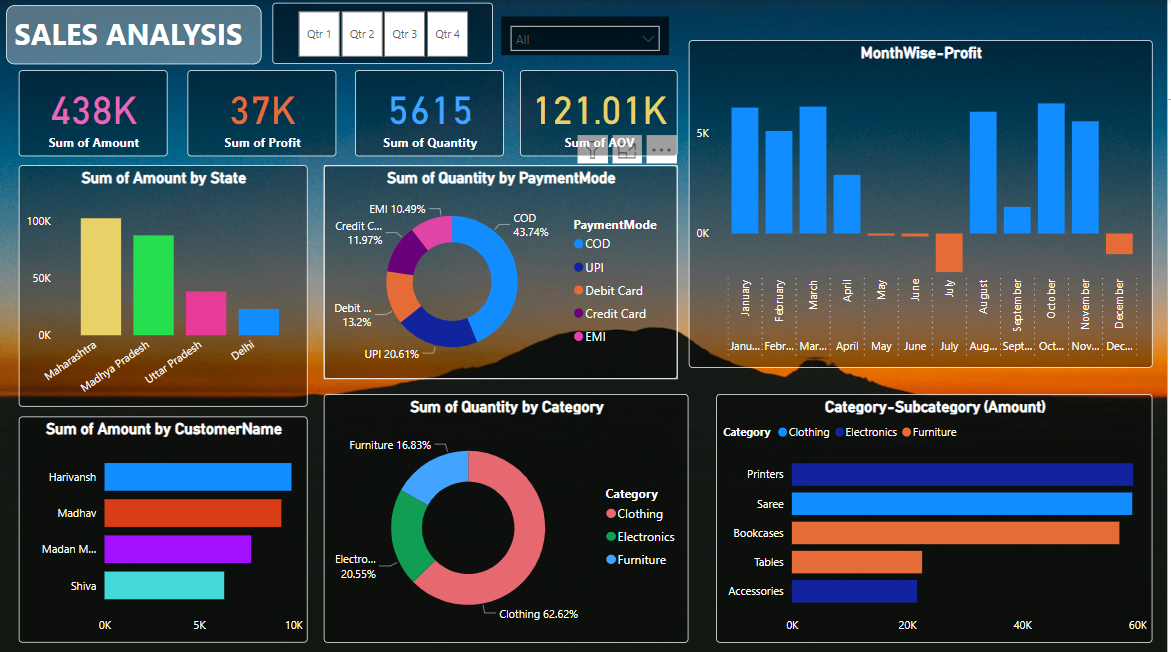 SALES ANALYSIS
Qtr 1
Qtr 2
Qtr 3
Qtr 4
All
438K
Sum of Amount
37K
Sum of Profit
5615
Sum of Quantity
121.01K
Sum of AOV
MonthWise-Profit
5K
0K
January
February
March
April
May
June
July
August
September
October
November
December
Janu...
Febr...
Mar...
April
May
June
July
Aug...
Sept...
Oct...
Nov...
Dec...
Sum of Amount by State
100K
50K
0K
Maharashtra
Madhya Pradesh
Uttar Pradesh
Delhi
Sum of Quantity by PaymentMode
EMI 10.49%
COD
43.74%
Credit C...
11.97%
Debit ...
13.2%
UPI 20.61%
PaymentMode
COD
UPI
Debit Card
Credit Card
EMI
Sum of Amount by CustomerName
Harivansh
Madhav
Madan M...
Shiva
0K
5K
10K
Sum of Quantity by Category
Furniture 16.83%
Electro...
20.55%
Clothing 62.62%
Category
Clothing
Electronics
Furniture
Category-Subcategory (Amount)
Category Clothing Electronics Furniture
Printers
Saree
Bookcases
Tables
Accessories
0K
20K
40K
60K